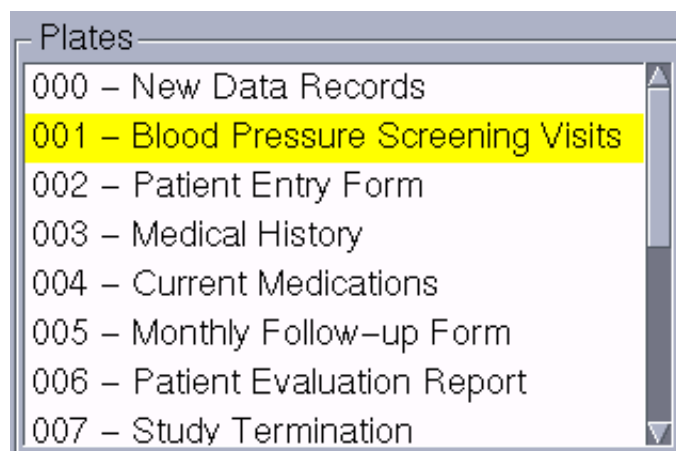 Plates
000 – New Data Records
001 – Blood Pressure Screening Visits
002 – Patient Entry Form
003 – Medical History
004 – Current Medications
005 – Monthly Follow-up Form
006 – Patient Evaluation Report
007 – Study Termination